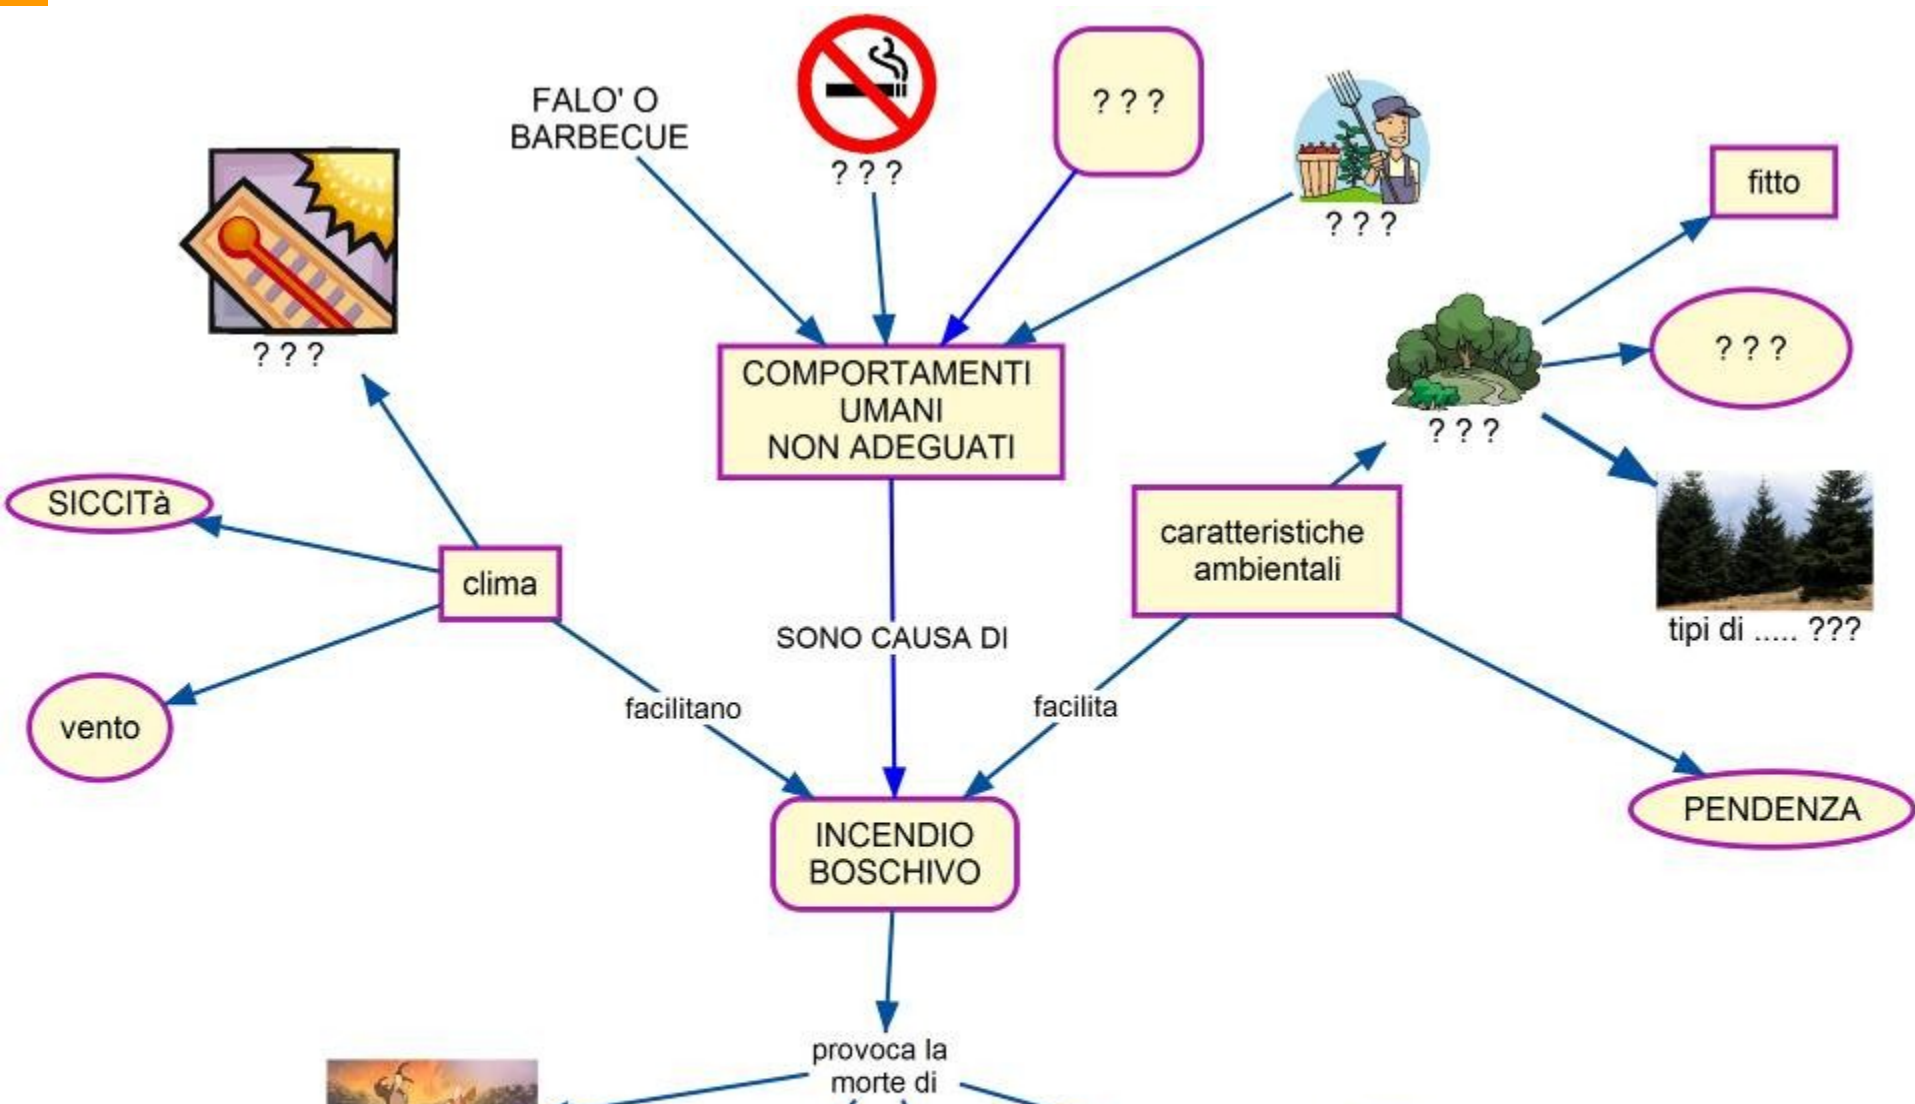 FALO' O
BARBECUE
? ? ?
? ? ?
? ? ?
fitto
? ? ?
? ? ?
? ? ?
COMPORTAMENTI
UMANI
NON ADEGUATI
SICCITà
clima
caratteristiche
ambientali
tipi di ..... ???
SONO CAUSA DI
vento
facilitano
facilita
PENDENZA
INCENDIO
BOSCHIVO
provoca la
morte di